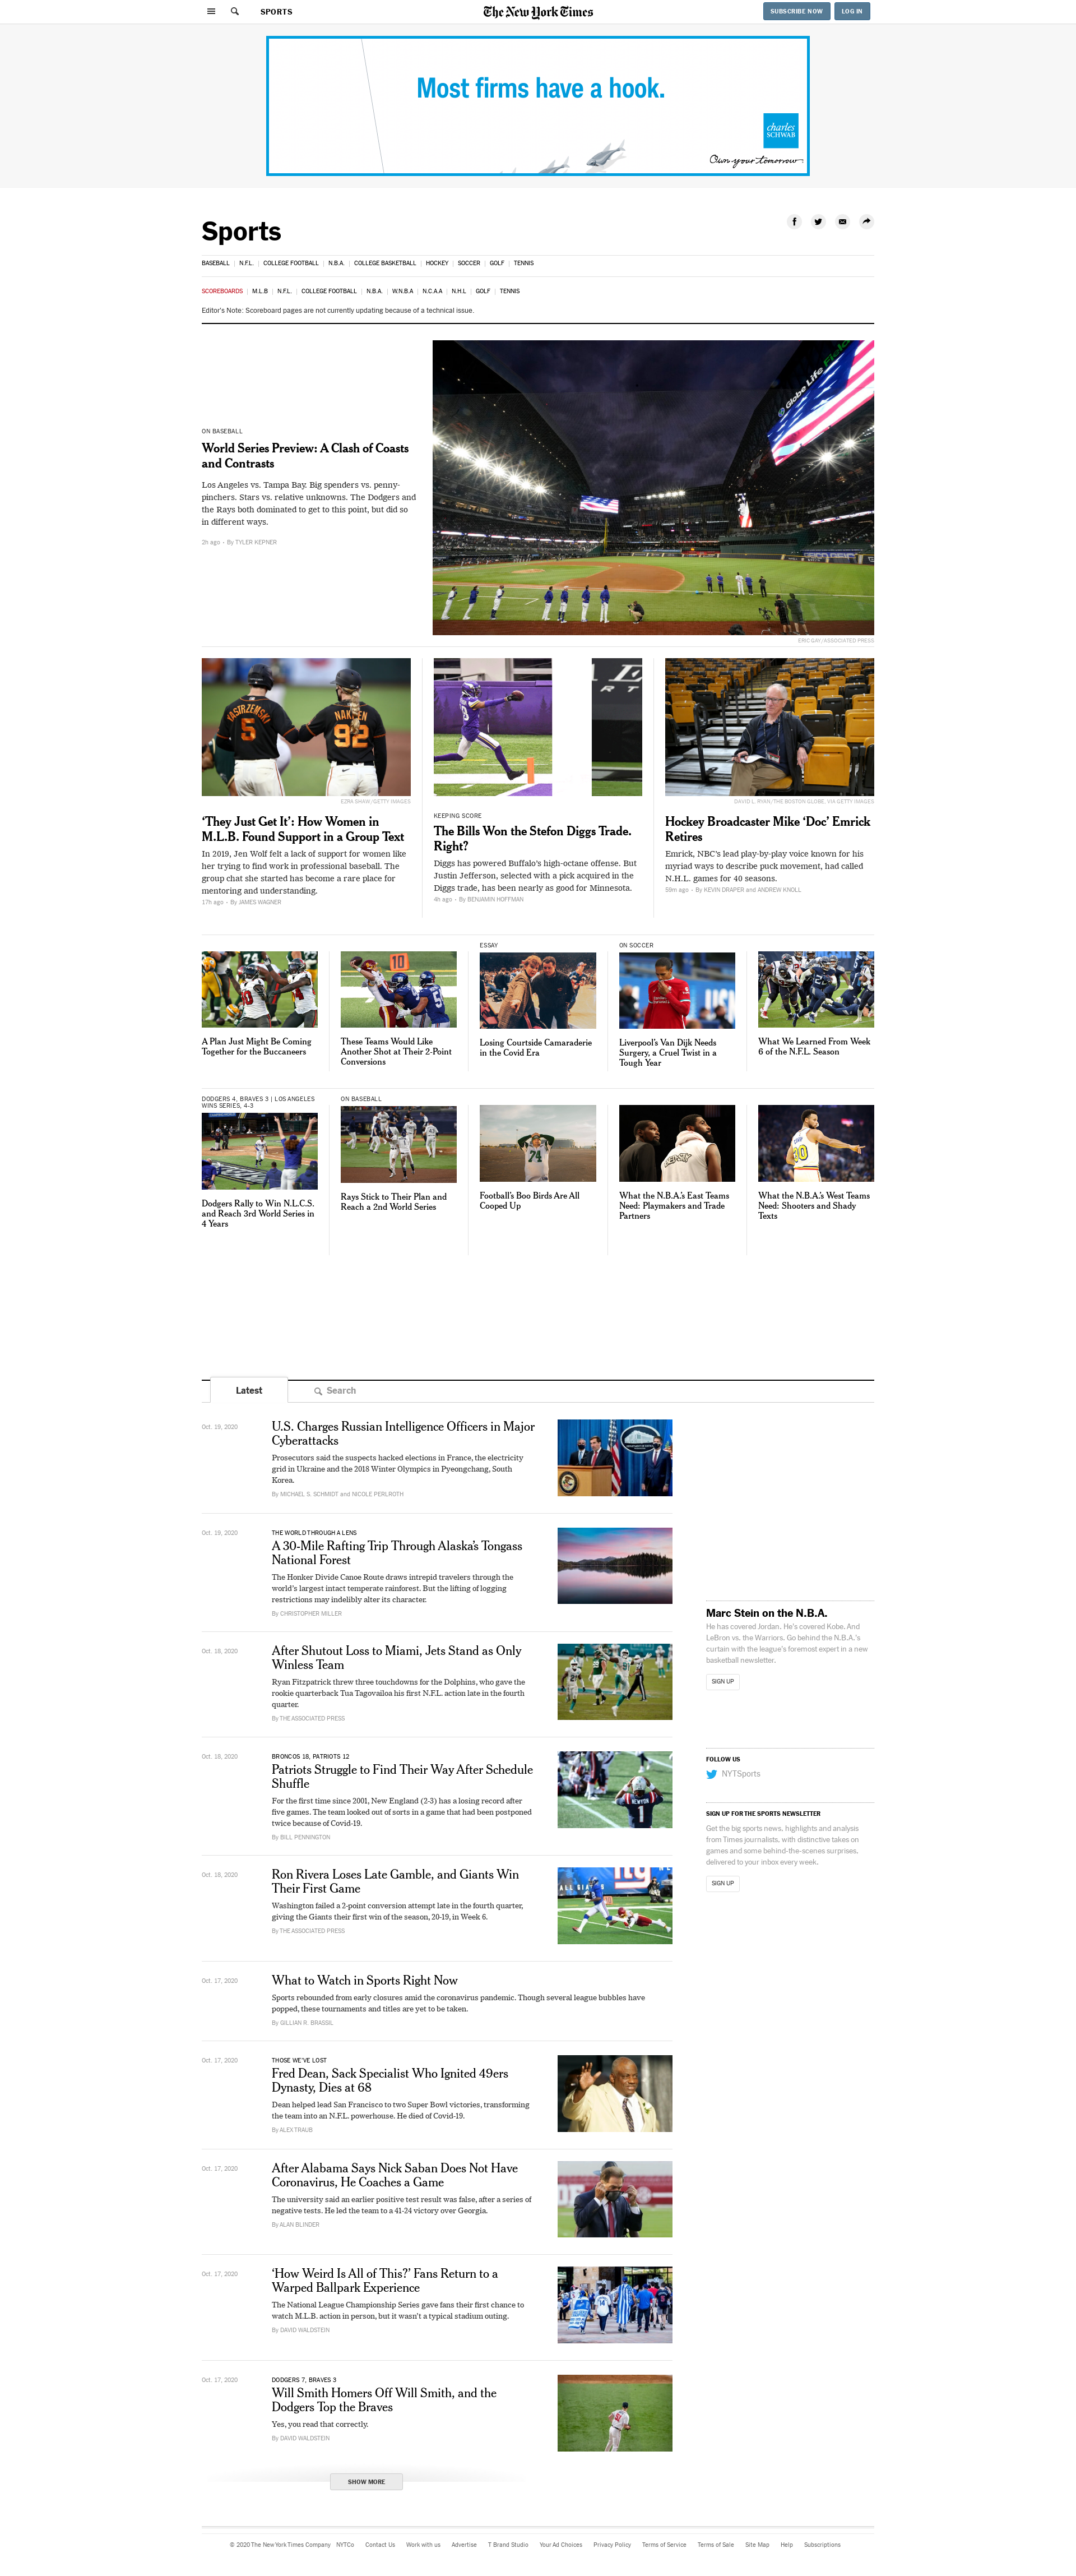 SPORTS
The New York Times
SUBSCRIBE NOW
LOG IN
Most firms have a hook.
charles
SCHWAB
Own your tomorrow
Sports
BASEBALL | N.F.L. | COLLEGE FOOTBALL | N.B.A. | COLLEGE BASKETBALL | HOCKEY | SOCCER | GOLF | TENNIS
SCOREBOARDS | M.L.B | N.F.L. | COLLEGE FOOTBALL | N.B.A. | W.N.B.A | N.C.A.A | N.H.L | GOLF | TENNIS
Editor's Note: Scoreboard pages are not currently updating because of a technical issue.
ON BASEBALL
World Series Preview: A Clash of Coasts
and Contrasts
Los Angeles vs. Tampa Bay. Big spenders vs. penny-
pinchers. Stars vs. relative unknowns. The Dodgers and
the Rays both dominated to get to this point, but did so
in different ways.
2h ago • By TYLER KEPNER
Globe Life Field
ERIC GAY/ASSOCIATED PRESS
YASTRZEMSKI
5
NAKKEN
92
EZRA SHAW/GETTY IMAGES
‘They Just Get It’: How Women in
M.L.B. Found Support in a Group Text
In 2019, Jen Wolf felt a lack of support for women like
her trying to find work in professional baseball. The
group chat she started has become a rare place for
mentoring and understanding.
17h ago • By JAMES WAGNER
KEEPING SCORE
The Bills Won the Stefon Diggs Trade.
Right?
Diggs has powered Buffalo’s high-octane offense. But
Justin Jefferson, selected with a pick acquired in the
Diggs trade, has been nearly as good for Minnesota.
4h ago • By BENJAMIN HOFFMAN
DAVID L. RYAN/THE BOSTON GLOBE, VIA GETTY IMAGES
Hockey Broadcaster Mike ‘Doc’ Emrick
Retires
Emrick, NBC’s lead play-by-play voice known for his
myriad ways to describe puck movement, had called
N.H.L. games for 40 seasons.
59m ago • By KEVIN DRAPER and ANDREW KNOLL
A Plan Just Might Be Coming
Together for the Buccaneers
10
These Teams Would Like
Another Shot at Their 2-Point
Conversions
ESSAY
Losing Courtside Camaraderie
in the Covid Era
ON SOCCER
Liverpool’s Van Dijk Needs
Surgery, a Cruel Twist in a
Tough Year
What We Learned From Week
6 of the N.F.L. Season
DODGERS 4, BRAVES 3 | LOS ANGELES
WINS SERIES, 4-3
Dodgers Rally to Win N.L.C.S.
and Reach 3rd World Series in
4 Years
ON BASEBALL
Rays Stick to Their Plan and
Reach a 2nd World Series
74
Football’s Boo Birds Are All
Cooped Up
What the N.B.A.’s East Teams
Need: Playmakers and Trade
Partners
30
What the N.B.A.’s West Teams
Need: Shooters and Shady
Texts
Latest
Search
Oct. 19, 2020
U.S. Charges Russian Intelligence Officers in Major
Cyberattacks
Prosecutors said the suspects hacked elections in France, the electricity
grid in Ukraine and the 2018 Winter Olympics in Pyeongchang, South
Korea.
By MICHAEL S. SCHMIDT and NICOLE PERLROTH
Oct. 19, 2020
THE WORLD THROUGH A LENS
A 30-Mile Rafting Trip Through Alaska’s Tongass
National Forest
The Honker Divide Canoe Route draws intrepid travelers through the
world’s largest intact temperate rainforest. But the lifting of logging
restrictions may indelibly alter its character.
By CHRISTOPHER MILLER
Oct. 18, 2020
After Shutout Loss to Miami, Jets Stand as Only
Winless Team
Ryan Fitzpatrick threw three touchdowns for the Dolphins, who gave the
rookie quarterback Tua Tagovailoa his first N.F.L. action late in the fourth
quarter.
By THE ASSOCIATED PRESS
Oct. 18, 2020
BRONCOS 18, PATRIOTS 12
Patriots Struggle to Find Their Way After Schedule
Shuffle
For the first time since 2001, New England (2-3) has a losing record after
five games. The team looked out of sorts in a game that had been postponed
twice because of Covid-19.
By BILL PENNINGTON
NEWTON
1
Oct. 18, 2020
Ron Rivera Loses Late Gamble, and Giants Win
Their First Game
Washington failed a 2-point conversion attempt late in the fourth quarter,
giving the Giants their first win of the season, 20-19, in Week 6.
By THE ASSOCIATED PRESS
Oct. 17, 2020
What to Watch in Sports Right Now
Sports rebounded from early closures amid the coronavirus pandemic. Though several league bubbles have
popped, these tournaments and titles are yet to be taken.
By GILLIAN R. BRASSIL
Oct. 17, 2020
THOSE WE’VE LOST
Fred Dean, Sack Specialist Who Ignited 49ers
Dynasty, Dies at 68
Dean helped lead San Francisco to two Super Bowl victories, transforming
the team into an N.F.L. powerhouse. He died of Covid-19.
By ALEX TRAUB
Oct. 17, 2020
After Alabama Says Nick Saban Does Not Have
Coronavirus, He Coaches a Game
The university said an earlier positive test result was false, after a series of
negative tests. He led the team to a 41-24 victory over Georgia.
By ALAN BLINDER
Oct. 17, 2020
‘How Weird Is All of This?’ Fans Return to a
Warped Ballpark Experience
The National League Championship Series gave fans their first chance to
watch M.L.B. action in person, but it wasn’t a typical stadium outing.
By DAVID WALDSTEIN
Oct. 17, 2020
DODGERS 7, BRAVES 3
Will Smith Homers Off Will Smith, and the
Dodgers Top the Braves
Yes, you read that correctly.
By DAVID WALDSTEIN
SHOW MORE
Marc Stein on the N.B.A.
He has covered Jordan. He's covered Kobe. And
LeBron vs. the Warriors. Go behind the N.B.A.'s
curtain with the league's foremost expert in a new
basketball newsletter.
SIGN UP
FOLLOW US
NYTSports
SIGN UP FOR THE SPORTS NEWSLETTER
Get the big sports news, highlights and analysis
from Times journalists, with distinctive takes on
games and some behind-the-scenes surprises,
delivered to your inbox every week.
SIGN UP
© 2020 The New York Times Company NYTCo Contact Us Work with us Advertise T Brand Studio Your Ad Choices Privacy Policy Terms of Service Terms of Sale Site Map Help Subscriptions